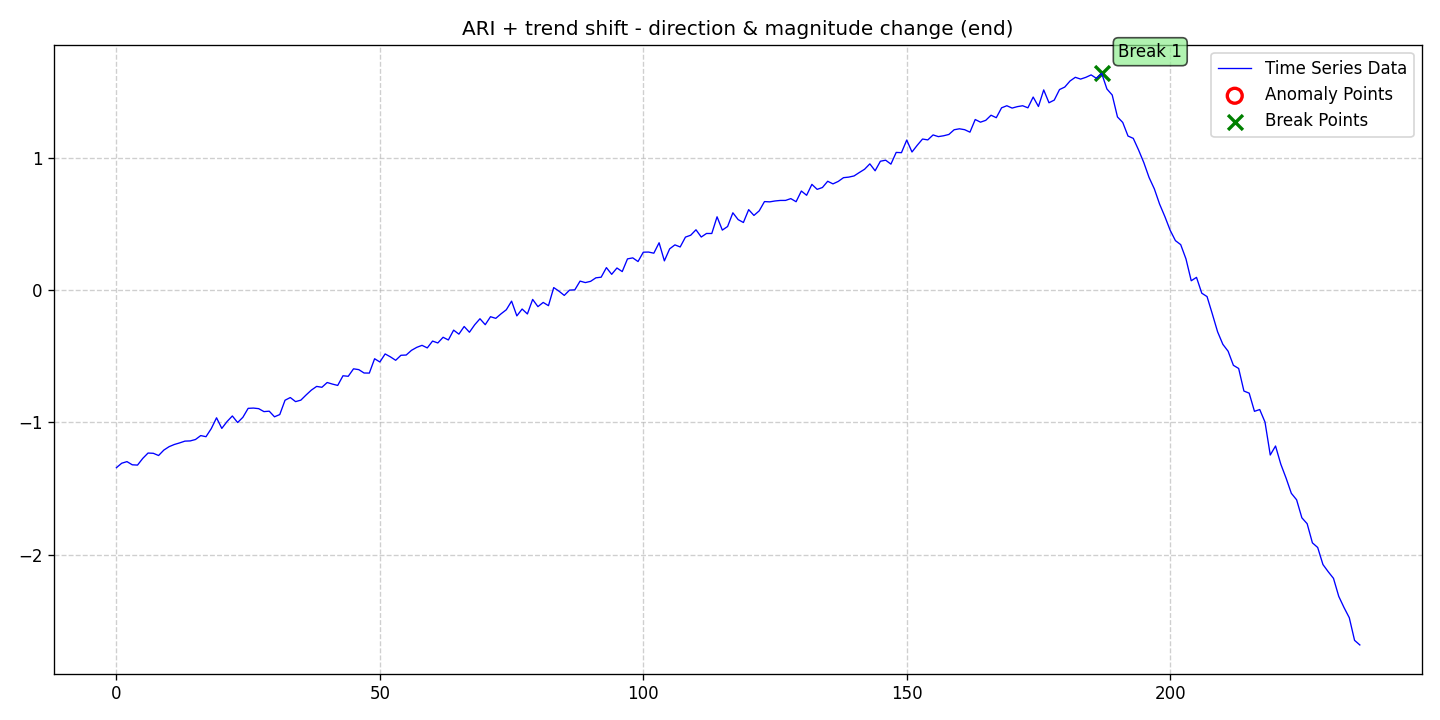 ARI + trend shift - direction & magnitude change (end)
Break 1
Time Series Data
Anomaly Points
Break Points
1
0
−1
−2
0 50 100 150 200